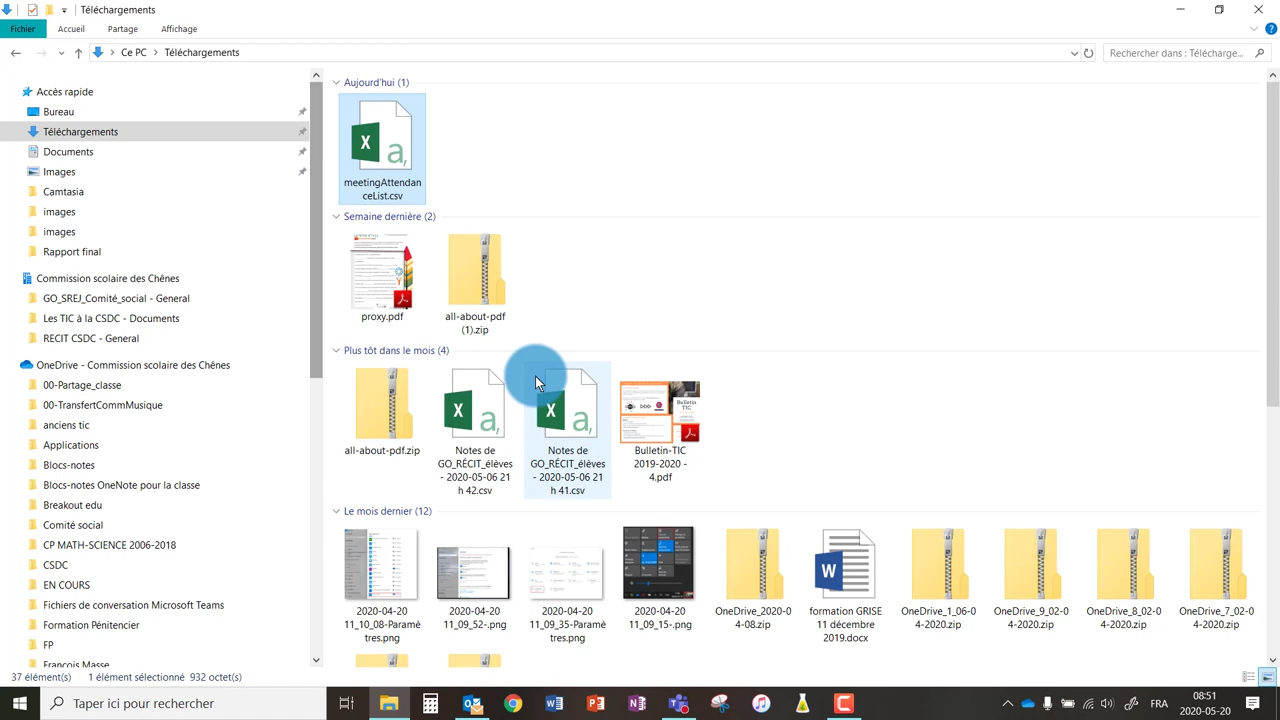 Téléchargements
Fichier Accueil Partage Affichage
Ce PC Téléchargements
Rechercher dans : Télécharge...
Accès rapide
Bureau
Téléchargements
Documents
Images
Camtasia
images
images
Commission des Chênes
GO_SREJ_Comité social - General
Les TIC à la CSDC - Documents
RECIT CSDC - General
OneDrive - Commission scolaire des Chênes
00-Partage_classe
00-TransfertCommMusique
Applications
Blocs-notes
Blocs-notes OneNote pour la classe
Breakout edu
Comité social
CP MATH-SCIENCE 2006-2018
CSDC
EN COURS
Fichiers de conversation Microsoft Teams
Formation Pénitencier
FP
François Masse
Aujourd'hui (1)
meetingAttendan
ceList.csv
Semaine dernière (2)
proxy.pdf
all-about-pdf
(1).zip
Plus tôt dans le mois (4)
all-about-pdf.zip
Notes de
GO_RÉCIT_élèves
- 2020-05-06 21
h 42.csv
Notes de
GO_RÉCIT_élèves
- 2020-05-06 21
h 41.csv
Bulletin
TIC
Bulletin-TIC
2019-2020 -
4.pdf
Le mois dernier (12)
2020-04-20
11_10_08-Paramè
tres.png
2020-04-20
11_09_52-.png
2020-04-20
11_09_35-Paramè
tres.png
2020-04-20
11_09_15-.png
OneDrive_2020-0
4-08.zip
formation GRISE
11 décembre
2019.docx
OneDrive_1_06-0
4-2020.zip
OneDrive_9_02-0
4-2020.zip
OneDrive_8_02-0
4-2020.zip
OneDrive_7_02-0
4-2020.zip
37 élément(s) 1 élément sélectionné 932 octet(s)
Taper ici pour rechercher
FRA
08:51
2020-05-20